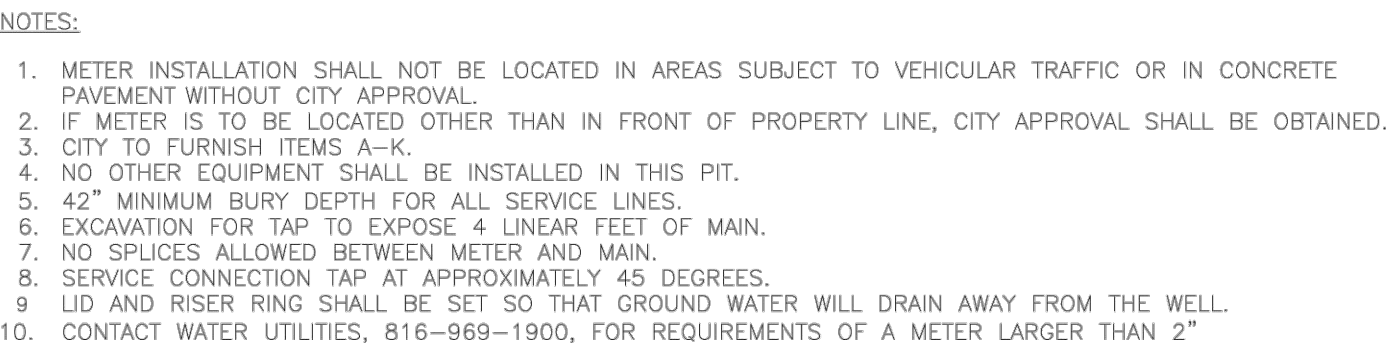 NOTES:
1. METER INSTALLATION SHALL NOT BE LOCATED IN AREAS SUBJECT TO VEHICULAR TRAFFIC OR IN CONCRETE
PAVEMENT WITHOUT CITY APPROVAL.
2. IF METER IS TO BE LOCATED OTHER THAN IN FRONT OF PROPERTY LINE, CITY APPROVAL SHALL BE OBTAINED.
3. CITY TO FURNISH ITEMS A–K.
4. NO OTHER EQUIPMENT SHALL BE INSTALLED IN THIS PIT.
5. 42" MINIMUM BURY DEPTH FOR ALL SERVICE LINES.
6. EXCAVATION FOR TAP TO EXPOSE 4 LINEAR FEET OF MAIN.
7. NO SPLICES ALLOWED BETWEEN METER AND MAIN.
8. SERVICE CONNECTION TAP AT APPROXIMATELY 45 DEGREES.
9 LID AND RISER RING SHALL BE SET SO THAT GROUND WATER WILL DRAIN AWAY FROM THE WELL.
10. CONTACT WATER UTILITIES, 816–969–1900, FOR REQUIREMENTS OF A METER LARGER THAN 2"